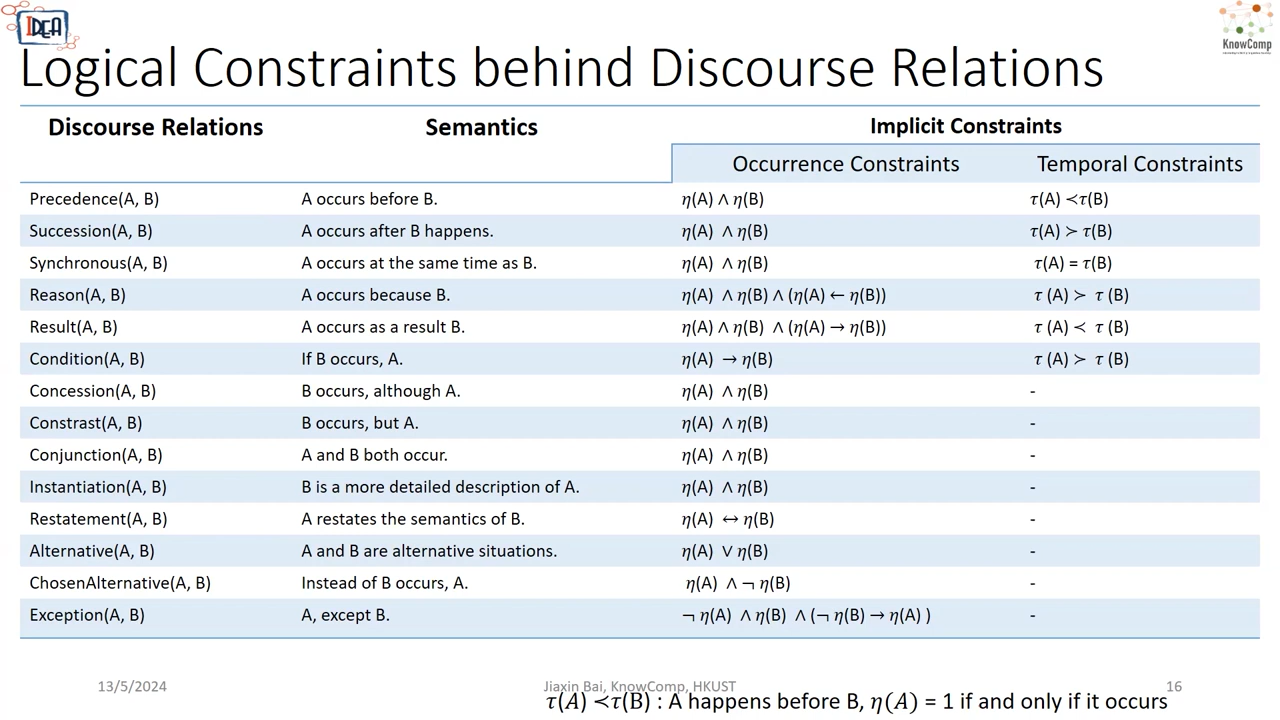 IDEA
KnowComp
Logical Constraints behind Discourse Relations
Discourse Relations Semantics Implicit Constraints
Occurrence Constraints Temporal Constraints
Precedence(A, B) A occurs before B. η(A) ∧ η(B) τ(A) ≺τ(B)
Succession(A, B) A occurs after B happens. η(A) ∧ η(B) τ(A) ≻ τ(B)
Synchronous(A, B) A occurs at the same time as B. η(A) ∧ η(B) τ(A) = τ(B)
Reason(A, B) A occurs because B. η(A) ∧ η(B) ∧ (η(A) ← η(B)) τ (A) ≻ τ (B)
Result(A, B) A occurs as a result B. η(A) ∧ η(B) ∧ (η(A) → η(B)) τ (A) ≺ τ (B)
Condition(A, B) If B occurs, A. η(A) → η(B) τ (A) ≻ τ (B)
Concession(A, B) B occurs, although A. η(A) ∧ η(B) -
Constrast(A, B) B occurs, but A. η(A) ∧ η(B) -
Conjunction(A, B) A and B both occur. η(A) ∧ η(B) -
Instantiation(A, B) B is a more detailed description of A. η(A) ∧ η(B) -
Restatement(A, B) A restates the semantics of B. η(A) ↔ η(B) -
Alternative(A, B) A and B are alternative situations. η(A) ∨ η(B) -
ChosenAlternative(A, B) Instead of B occurs, A. η(A) ∧ ¬ η(B) -
Exception(A, B) A, except B. ¬ η(A) ∧ η(B) ∧ (¬ η(B) → η(A) ) -
13/5/2024 Jiaxin Bai, KnowComp, HKUST 16
τ(A) ≺τ(B) : A happens before B, η(A) = 1 if and only if it occurs